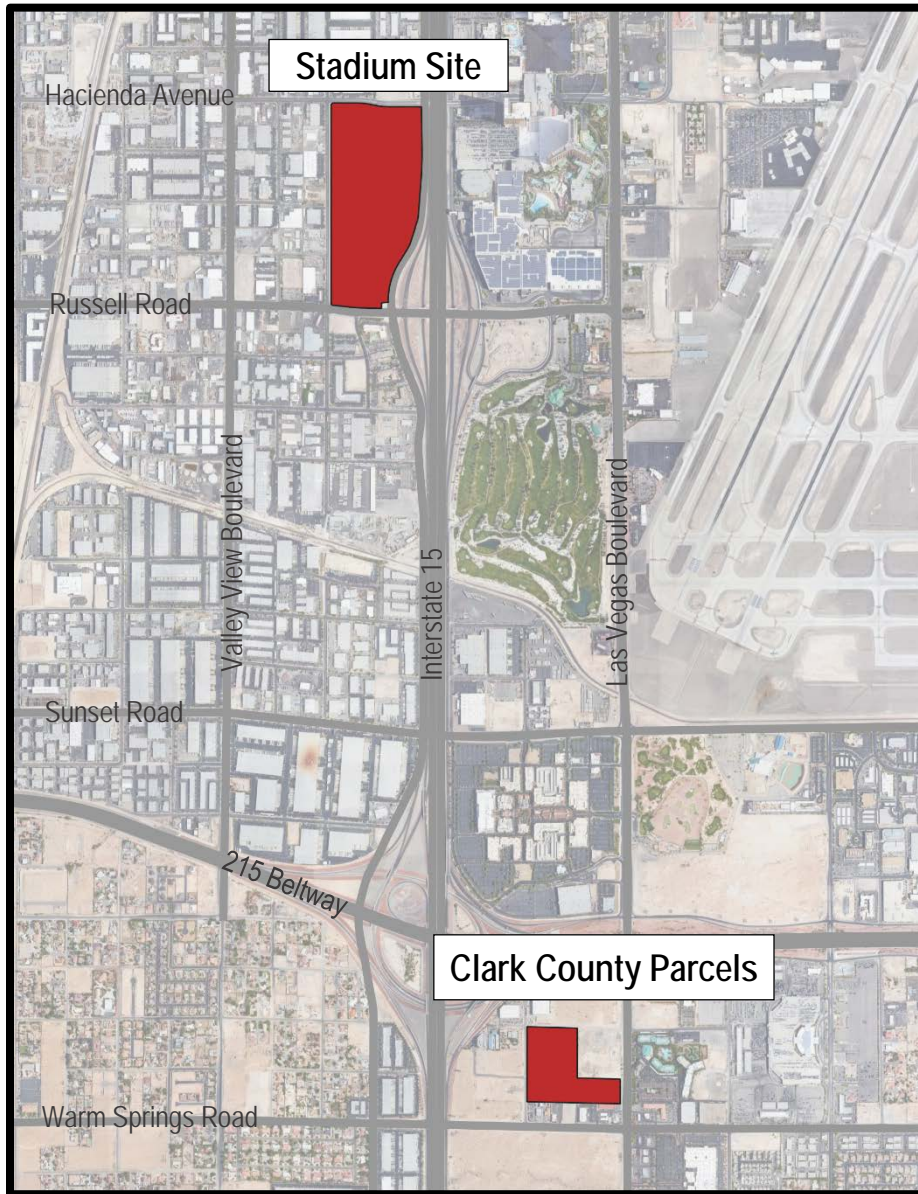 Stadium Site
Hacienda Avenue
Russell Road
Valley View Boulevard
Interstate 15
Las Vegas Boulevard
Sunset Road
215 Beltway
Clark County Parcels
Warm Springs Road